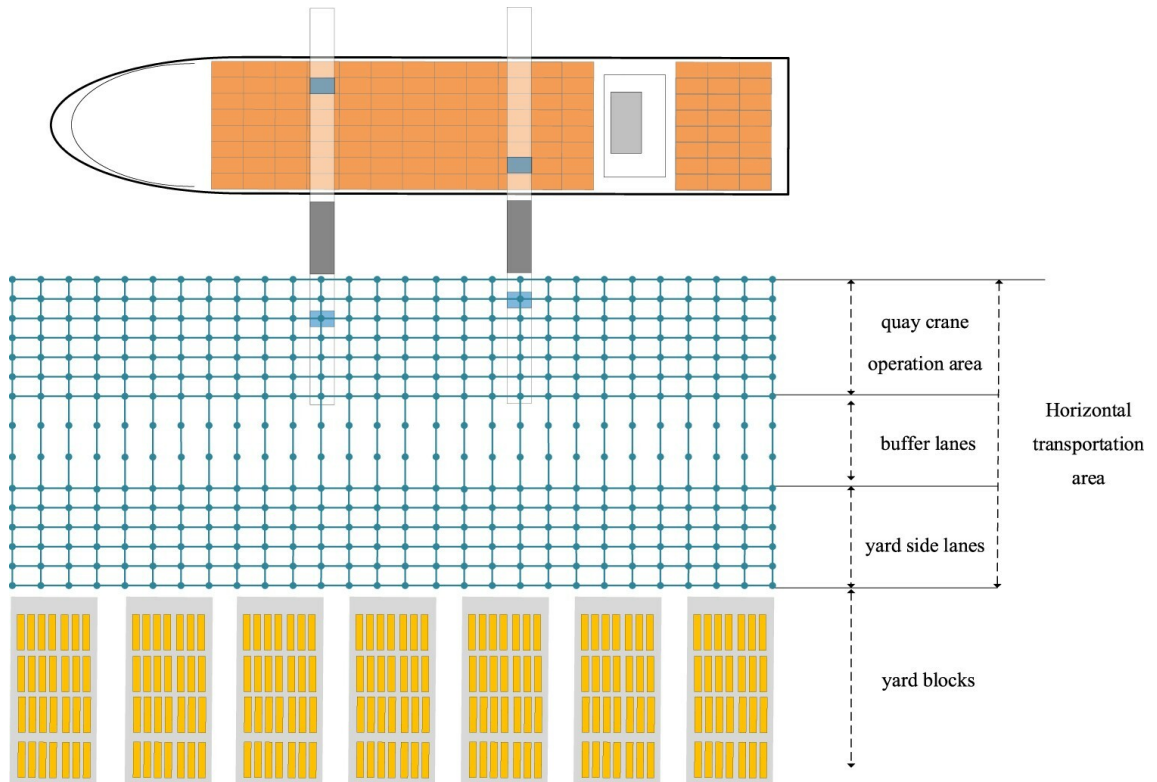 quay crane
operation area
buffer lanes
Horizontal
transportation
area
yard side lanes
yard blocks